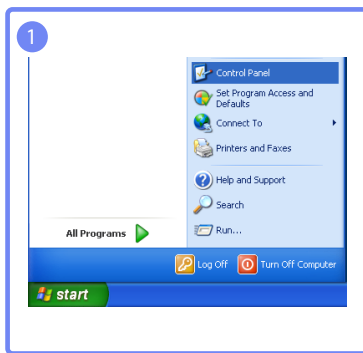 1
Control Panel
Set Program Access and
Defaults
Connect To
Printers and Faxes
Help and Support
Search
Run...
All Programs
Log Off
Turn Off Computer
start